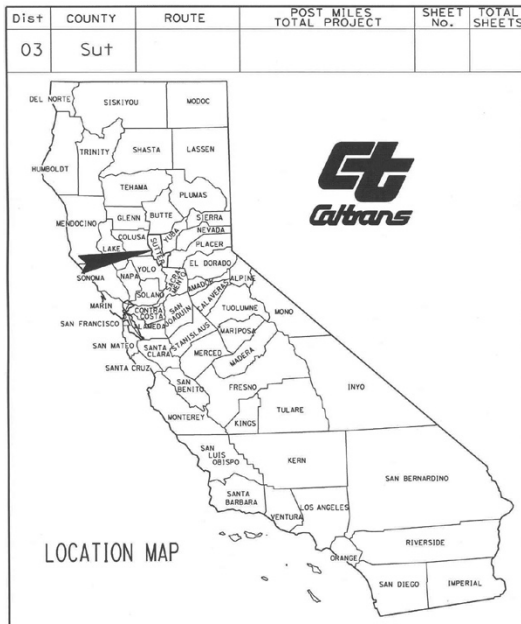 Dist COUNTY ROUTE POST MILES TOTAL PROJECT SHEET No. TOTAL SHEETS
03 Sut
DEL NORTE
SISKIYOU
MODOC
TRINITY
SHASTA
LASSEN
HUMBOLDT
TEHAMA
PLUMAS
Ct
Caltrans
MENDOCINO
GLENN
BUTTE
SIERRA
YUBA
NEVADA
COLUSA
LAKE
SUTTER
PLACER
SONOMA
NAPA
YOLO
EL DORADO
SACRAMENTO
AMADOR
ALPINE
SOLANO
MARIN
CALAVERAS
CONTRA COSTA
SAN JOAQUIN
TUOLUMNE
MONO
SAN FRANCISCO
ALAMEDA
STANISLAUS
MARIPOSA
SAN MATEO
SANTA CLARA
MERCED
MADERA
SANTA CRUZ
SAN BENITO
FRESNO
INYO
MONTEREY
KINGS
TULARE
SAN LUIS OBISPO
KERN
SAN BERNARDINO
SANTA BARBARA
VENTURA
LOS ANGELES
LOCATION MAP
ORANGE
RIVERSIDE
SAN DIEGO
IMPERIAL